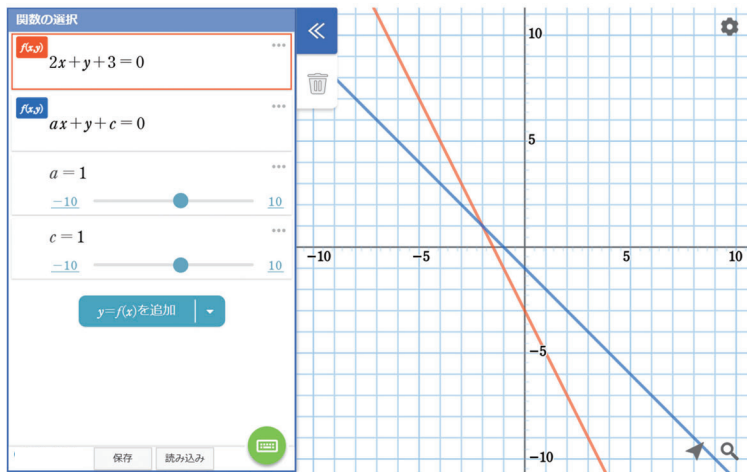 関数の選択
f(x,y)
2x+y+3=0
f(x,y)
ax+y+c=0
a=1
−10 10
c=1
−10 10
y=f(x)を追加
保存 読み込み
10
5
−10 −5 5 10
−5
−10